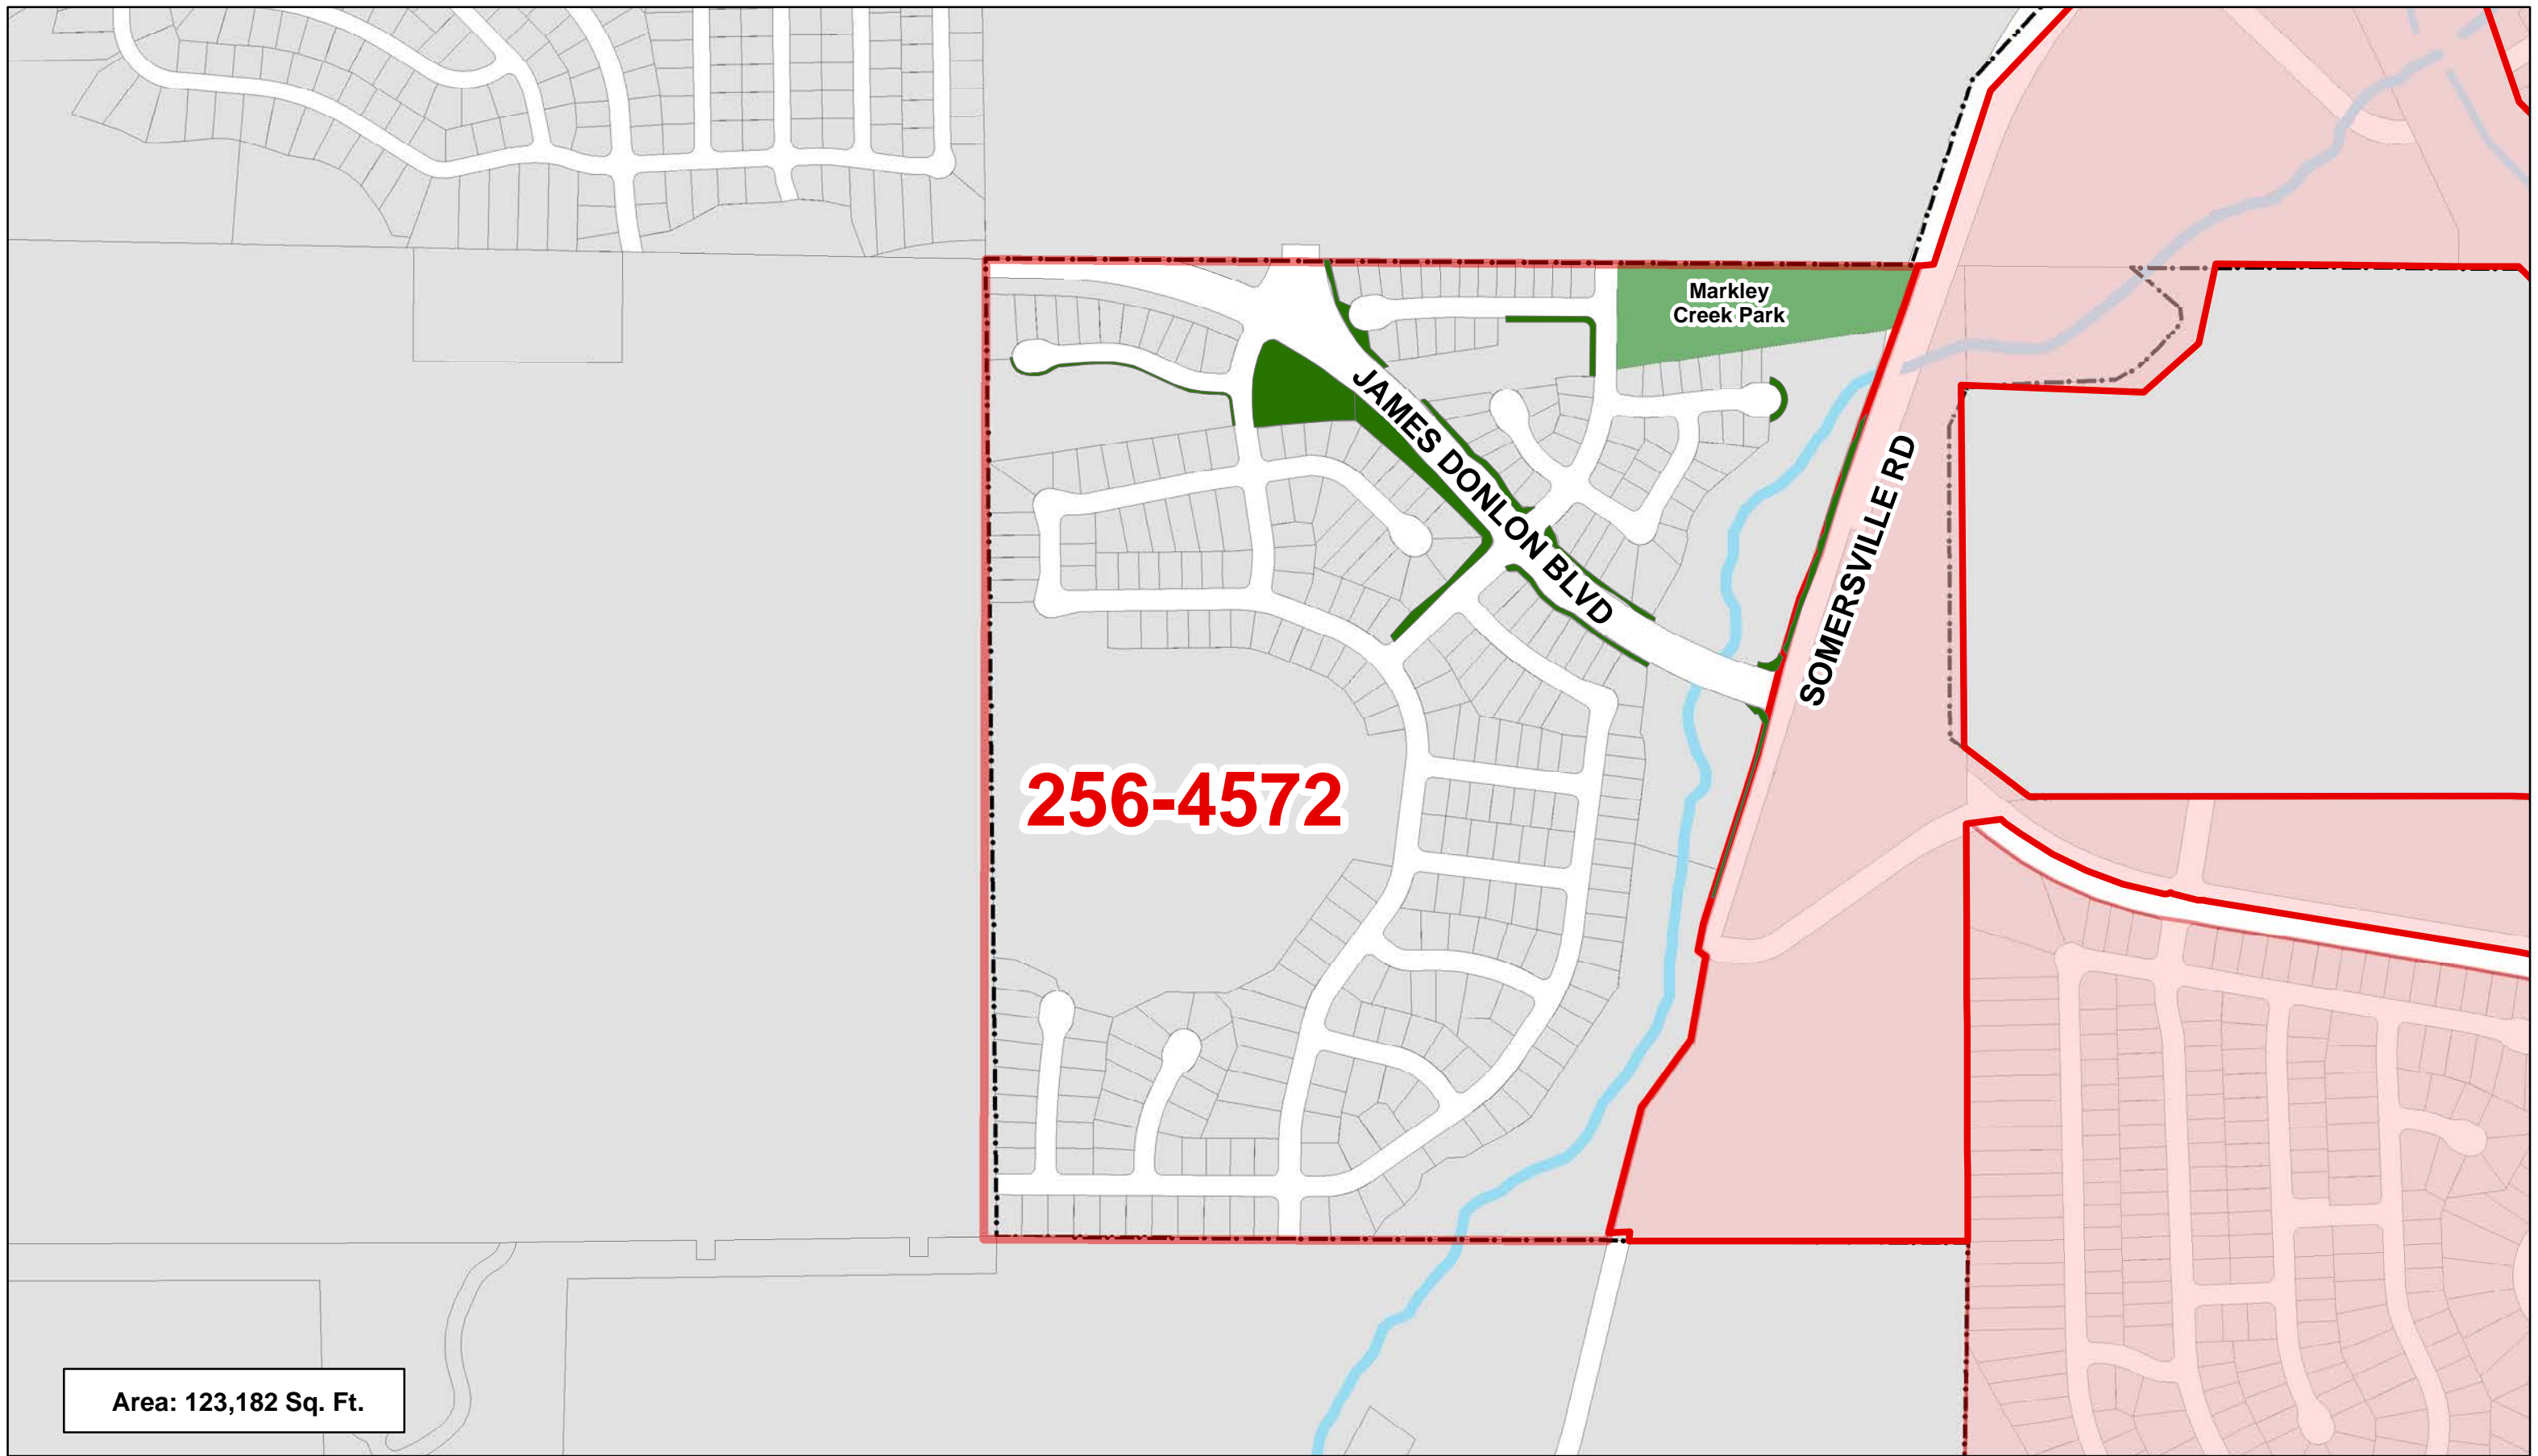 Markley
Creek Park
JAMES DONLON BLVD
SOMERSVILLE RD
256-4572
Area: 123,182 Sq. Ft.